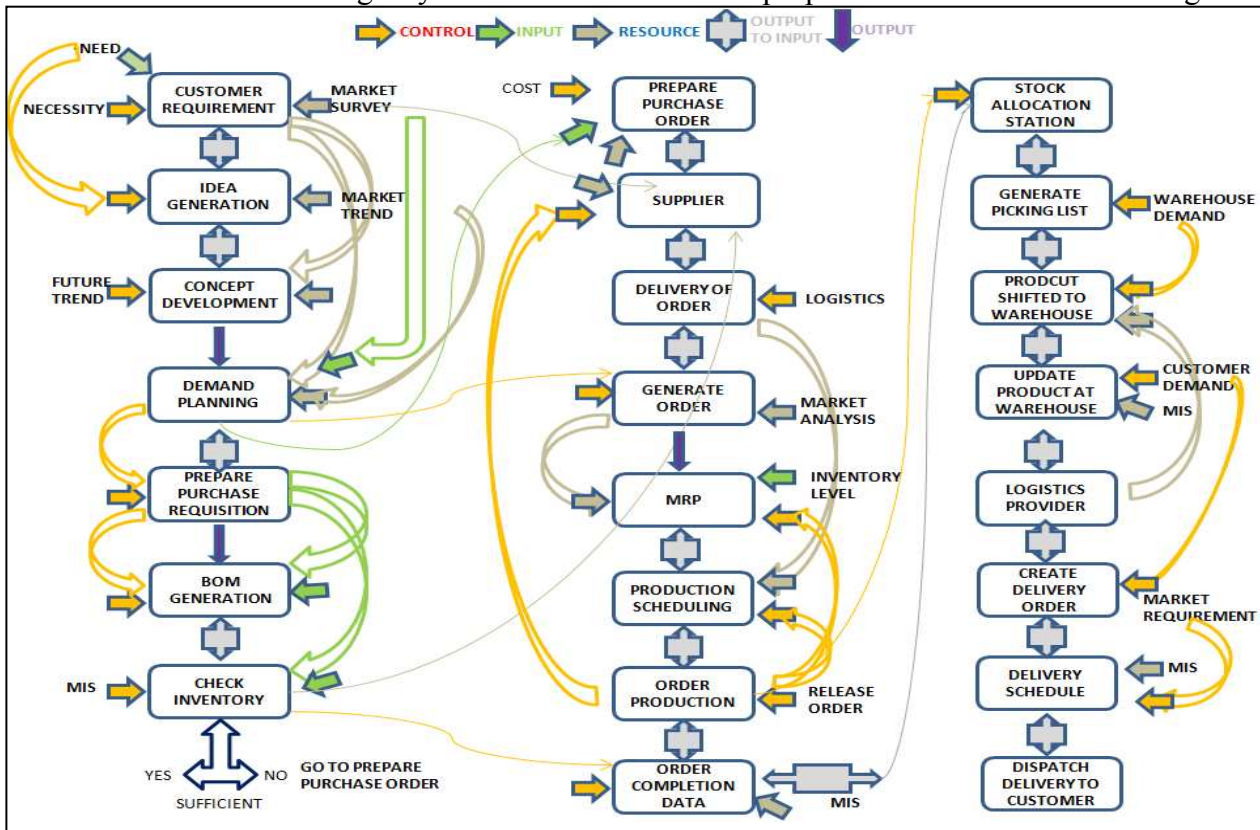 CONTROL
INPUT
RESOURCE
OUTPUT
TO INPUT
OUTPUT
NEED
CUSTOMER
REQUIREMENT
NECESSITY
MARKET
SURVEY
IDEA
GENERATION
MARKET
TREND
FUTURE
TREND
CONCEPT
DEVELOPMENT
DEMAND
PLANNING
PREPARE
PURCHASE
REQUISITION
BOM
GENERATION
MIS
MIS
CHECK
INVENTORY
YES
NO
SUFFICIENT
GO TO PREPARE
PURCHASE ORDER
COST
PREPARE
PURCHASE
ORDER
SUPPLIER
DELIVERY OF
ORDER
LOGISTICS
GENERATE
ORDER
MARKET
ANALYSIS
MRP
INVENTORY
LEVEL
PRODUCTION
SCHEDULING
ORDER
PRODUCTION
RELEASE
ORDER
ORDER
COMPLETION
DATA
MIS
STOCK
ALLOCATION
STATION
GENERATE
PICKING LIST
WAREHOUSE
DEMAND
PRODCUT
SHIFTED TO
WAREHOUSE
UPDATE
PRODUCT AT
WAREHOUSE
CUSTOMER
DEMAND
MIS
LOGISTICS
PROVIDER
CREATE
DELIVERY
ORDER
MARKET
REQUIREMENT
DELIVERY
SCHEDULE
MIS
DISPATCH
DELIVERY TO
CUSTOMER